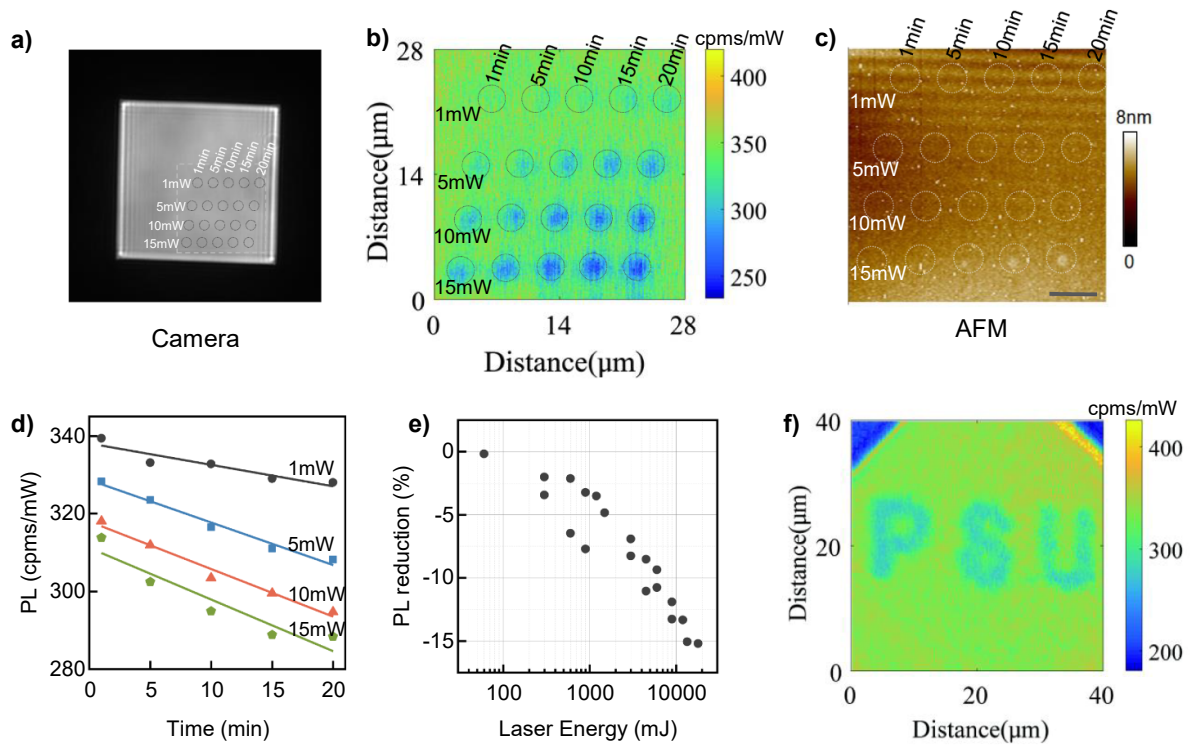 a)
1min
5min
10min
15min
20min
1mW
5mW
10mW
15mW
Camera
b)
cpms/mW
28
14
0
0
14
28
Distance(μm)
Distance(μm)
1min
5min
10min
15min
20min
1mW
5mW
10mW
15mW
400
350
300
250
c)
1min
5min
10min
15min
20min
1mW
5mW
10mW
15mW
8nm
0
AFM
d)
340
320
300
280
PL (cpms/mW)
1mW
5mW
10mW
15mW
0
5
10
15
20
Time (min)
e)
0
-5
-10
-15
PL reduction (%)
100
1000
10000
Laser Energy (mJ)
f)
cpms/mW
40
20
0
Distance(μm)
P & U
0
20
40
Distance(μm)
400
300
200